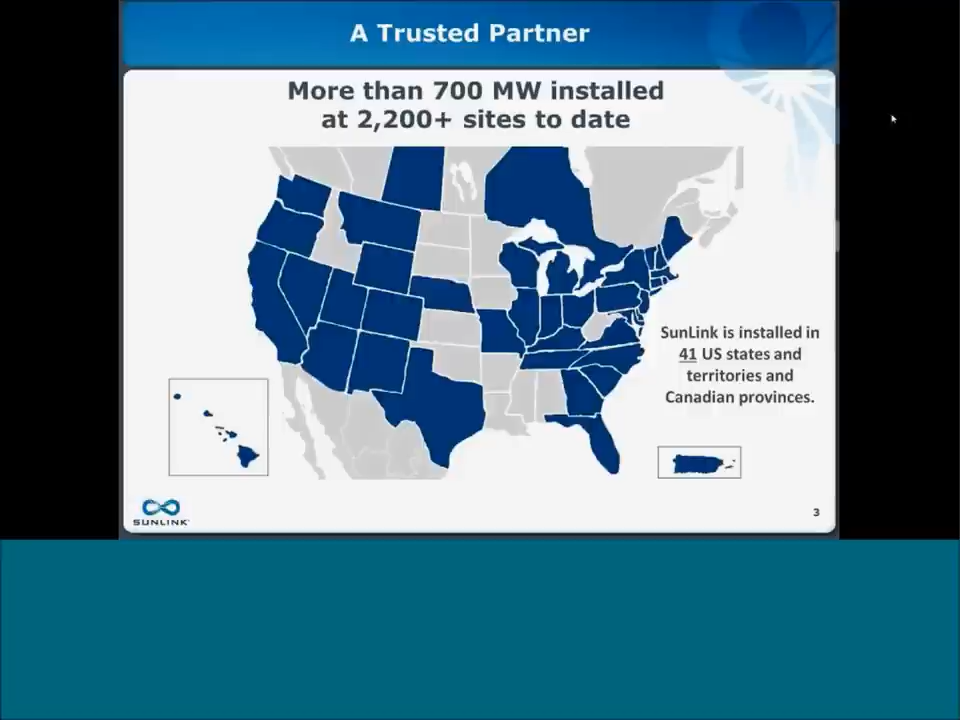 A Trusted Partner
More than 700 MW installed
at 2,200+ sites to date
SunLink is installed in
41 US states and
territories and
Canadian provinces.
SUNLINK
3